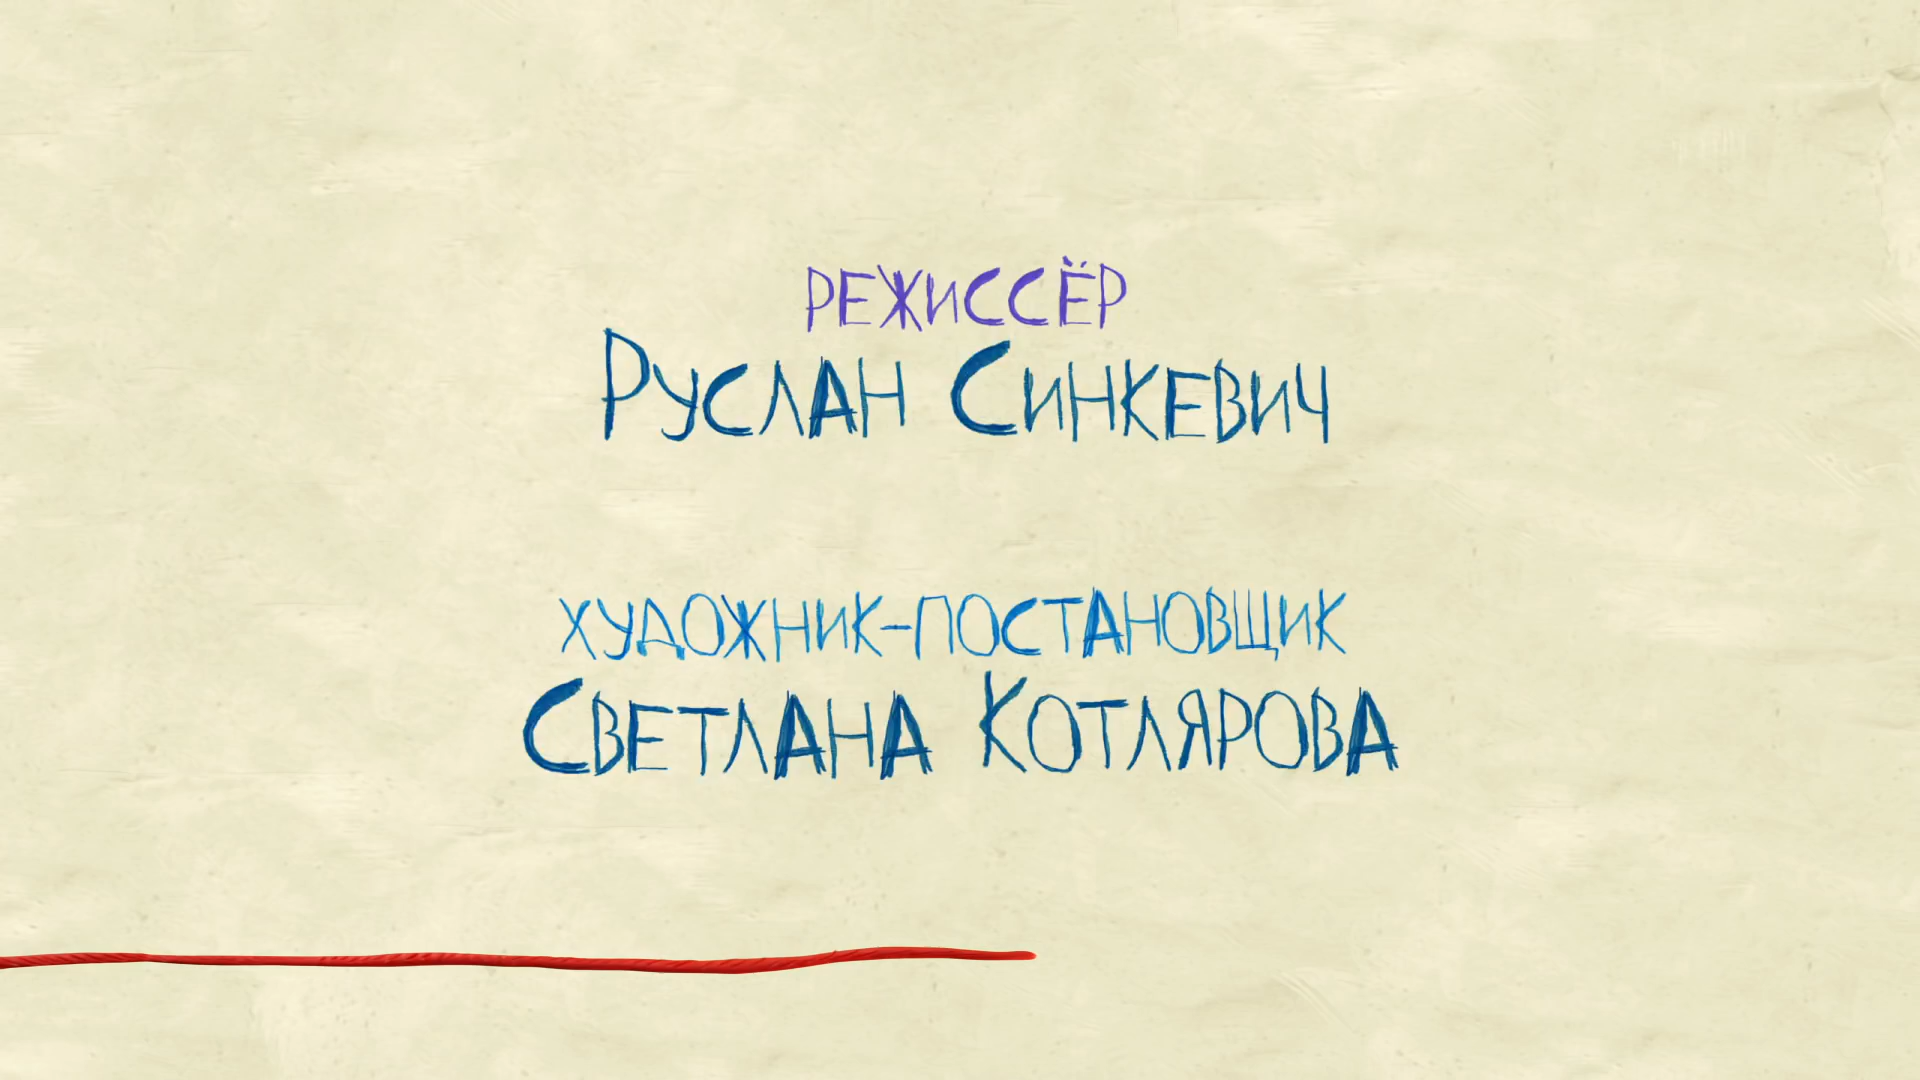 режиссёр
Руслан Синкевич
художник-постановщик
Светлана Котлярова